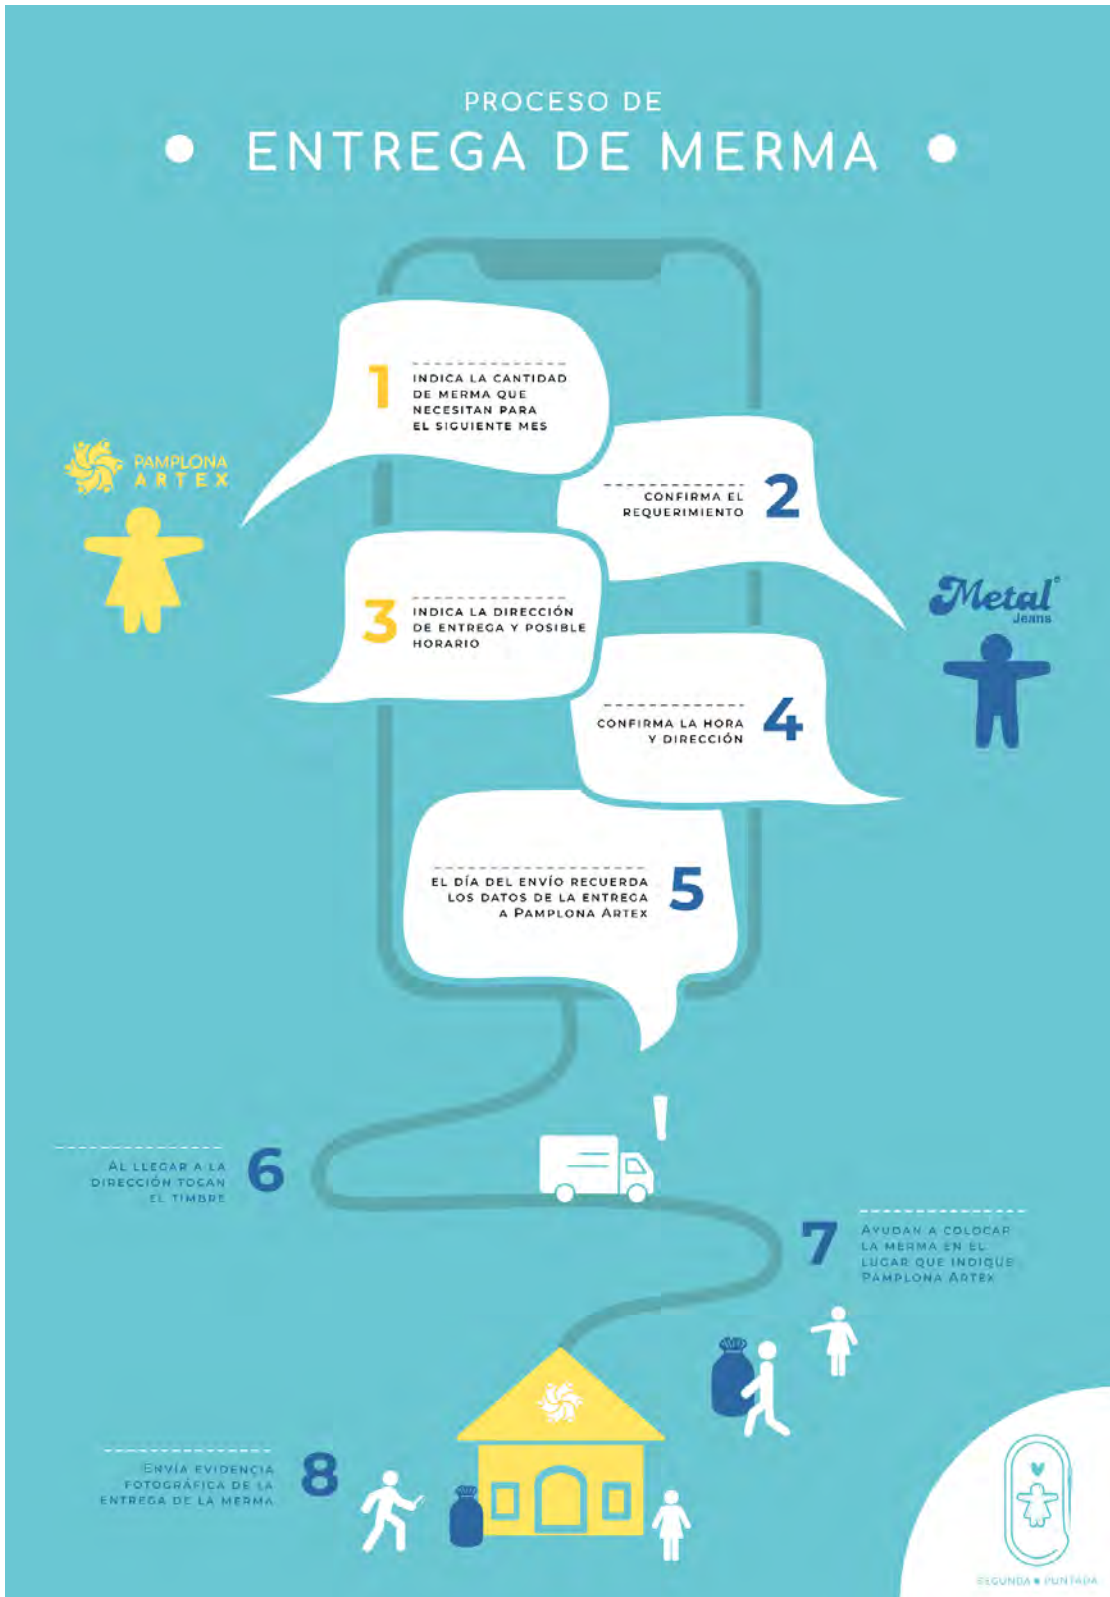 PROCESO DE
ENTREGA DE MERMA
1
INDICA LA CANTIDAD
DE MERMA QUE
NECESITAN PARA
EL SIGUIENTE MES
PAMPLONA
ARTEX
2
CONFIRMA EL
REQUERIMIENTO
3
INDICA LA DIRECCIÓN
DE ENTREGA Y POSIBLE
HORARIO
Metal
Jeans
4
CONFIRMA LA HORA
Y DIRECCIÓN
5
EL DÍA DEL ENVÍO RECUERDA
LOS DATOS DE LA ENTREGA
A PAMPLONA ARTEX
!
6
AL LLEGAR A LA
DIRECCIÓN TOCAN
EL TIMBRE
7
AYUDAN A COLOCAR
LA MERMA EN EL
LUGAR QUE INDIQUE
PAMPLONA ARTEX
8
ENVÍA EVIDENCIA
FOTOGRÁFICA DE LA
ENTREGA DE LA MERMA
SEGUNDA PUNTADA